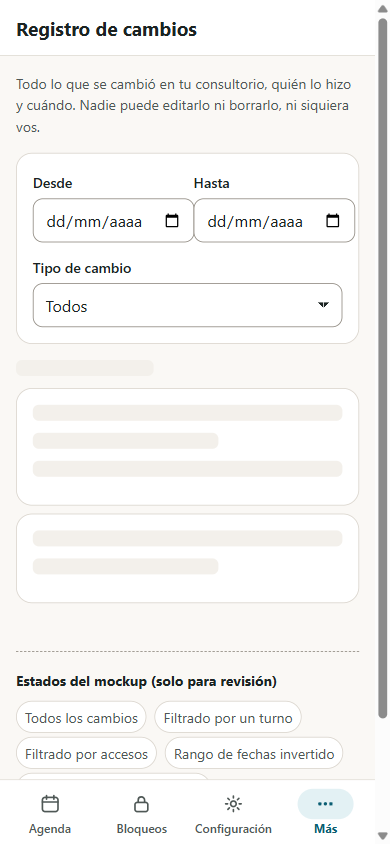 Registro de cambios
Todo lo que se cambió en tu consultorio, quién lo hizo
y cuándo. Nadie puede editarlo ni borrarlo, ni siquiera
vos.
Desde Hasta
dd/mm/aaaa dd/mm/aaaa
Tipo de cambio
Todos
Estados del mockup (solo para revisión)
Todos los cambios Filtrado por un turno
Filtrado por accesos Rango de fechas invertido
Agenda Bloqueos Configuración Más